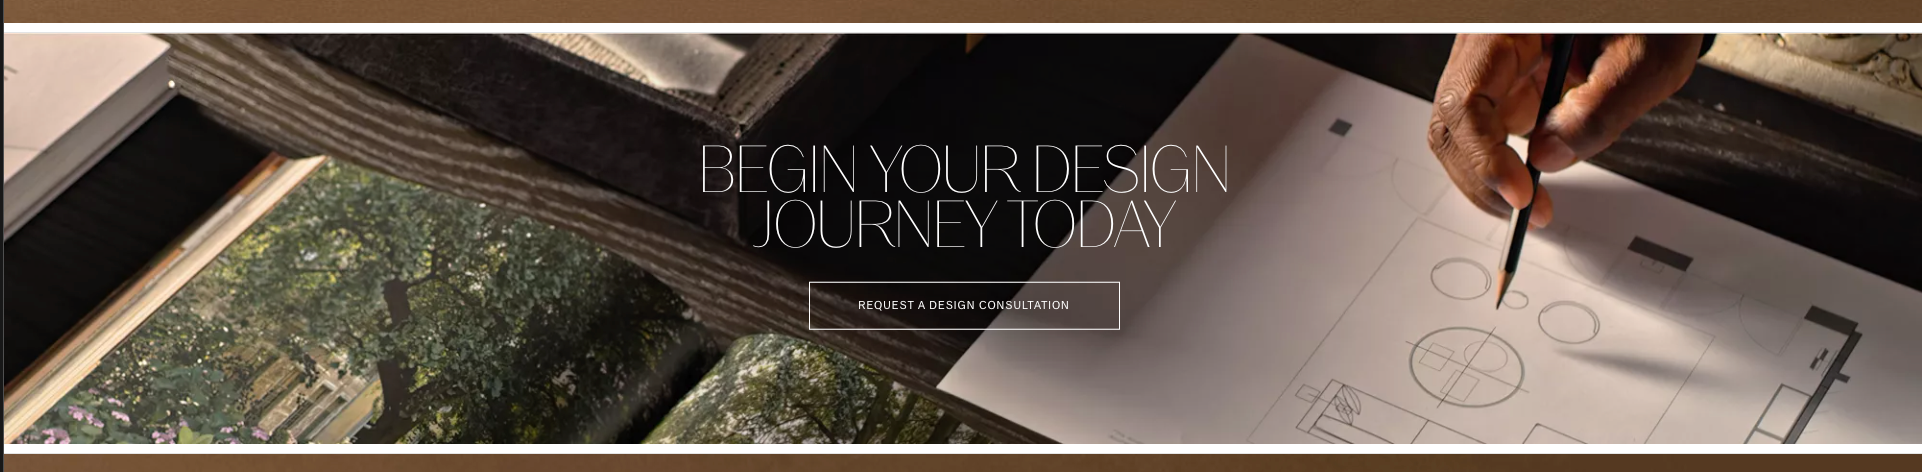 BEGIN YOUR DESIGN
JOURNEY TODAY
REQUEST A DESIGN CONSULTATION